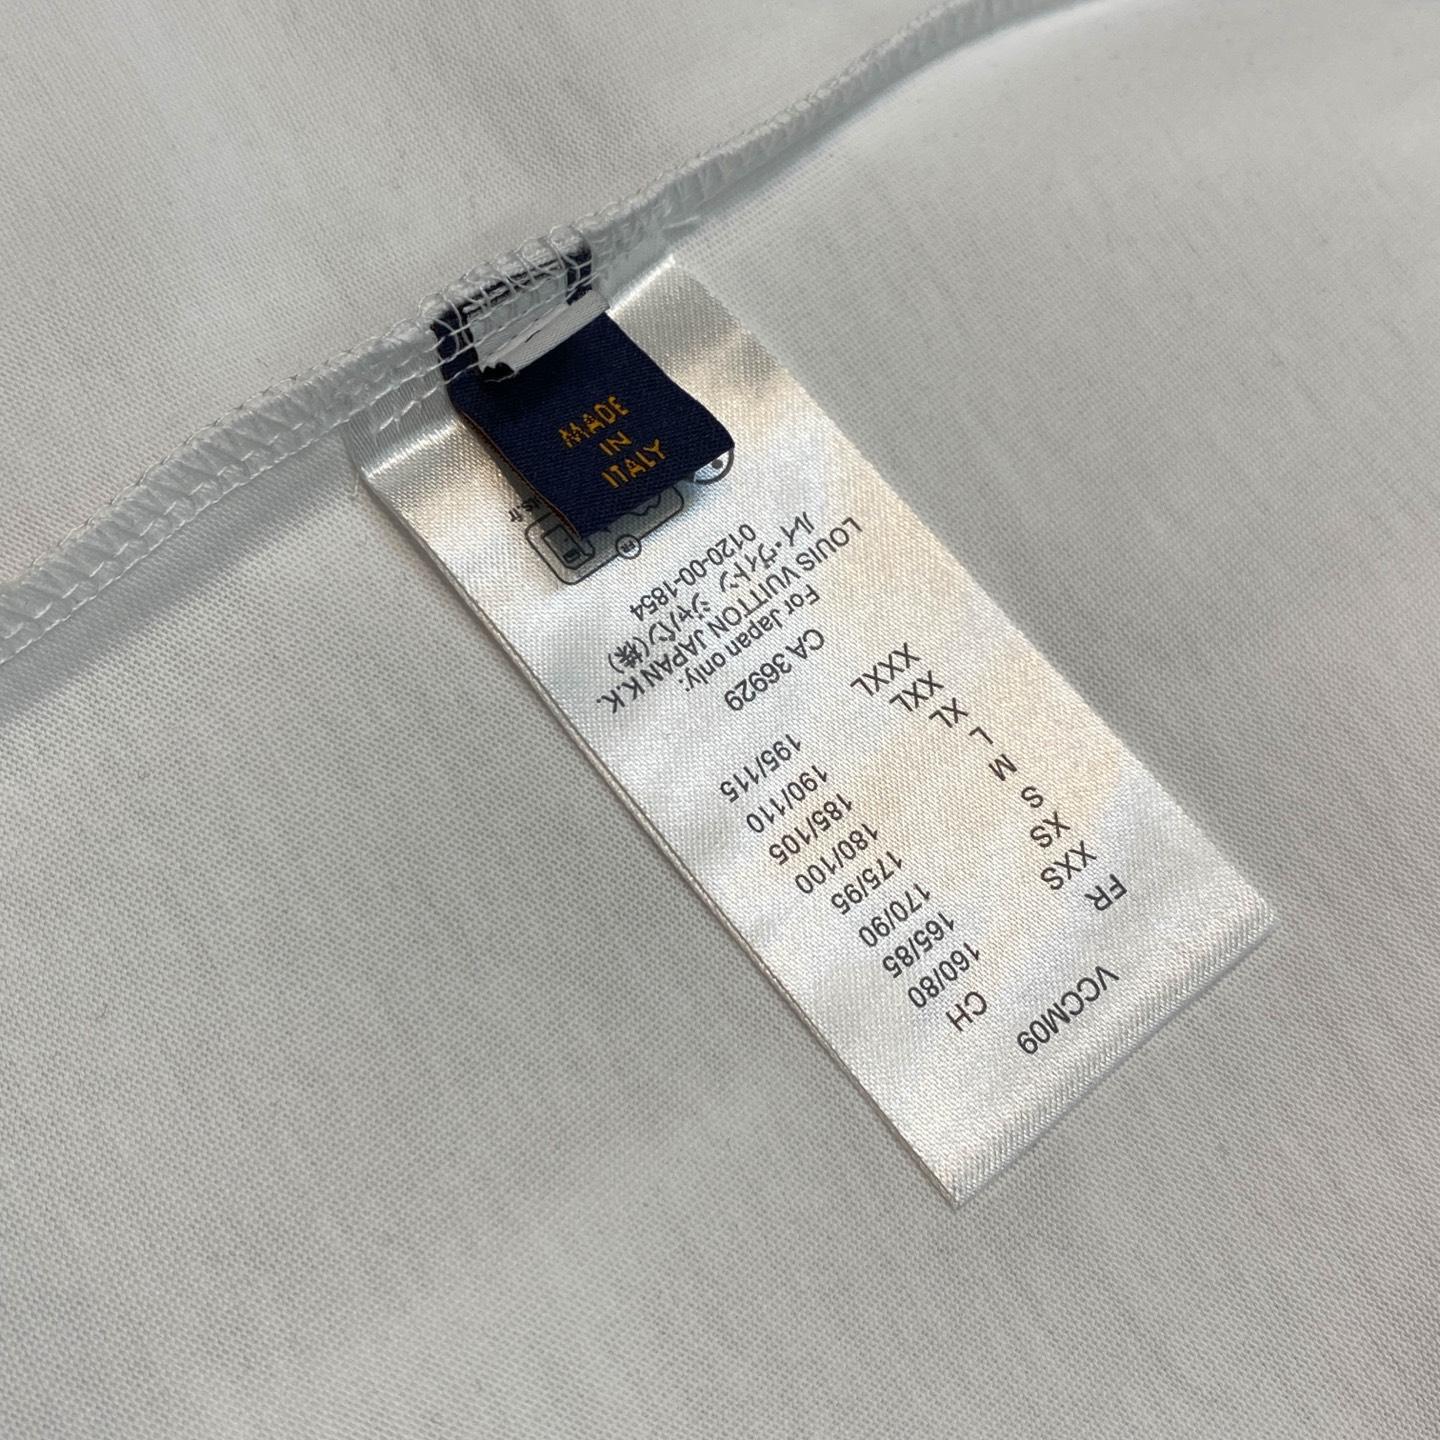 MADE
IN
ITALY
VCCM09
FR CH
XXS 160/80
XS 165/85
S 170/90
M 175/95
L 180/100
XL 185/105
XXL 190/110
XXXL 195/115
CA 36929
For Japan only:
LOUIS VUITTON JAPAN K.K.
ルイ・ヴィトン ジャパン(株)
0120-00-1854
FR